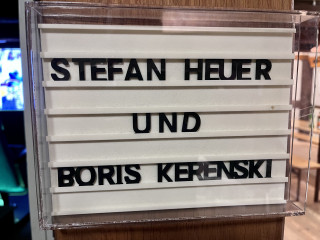 STEFAN HEUER
UND
BORIS KERENSKI